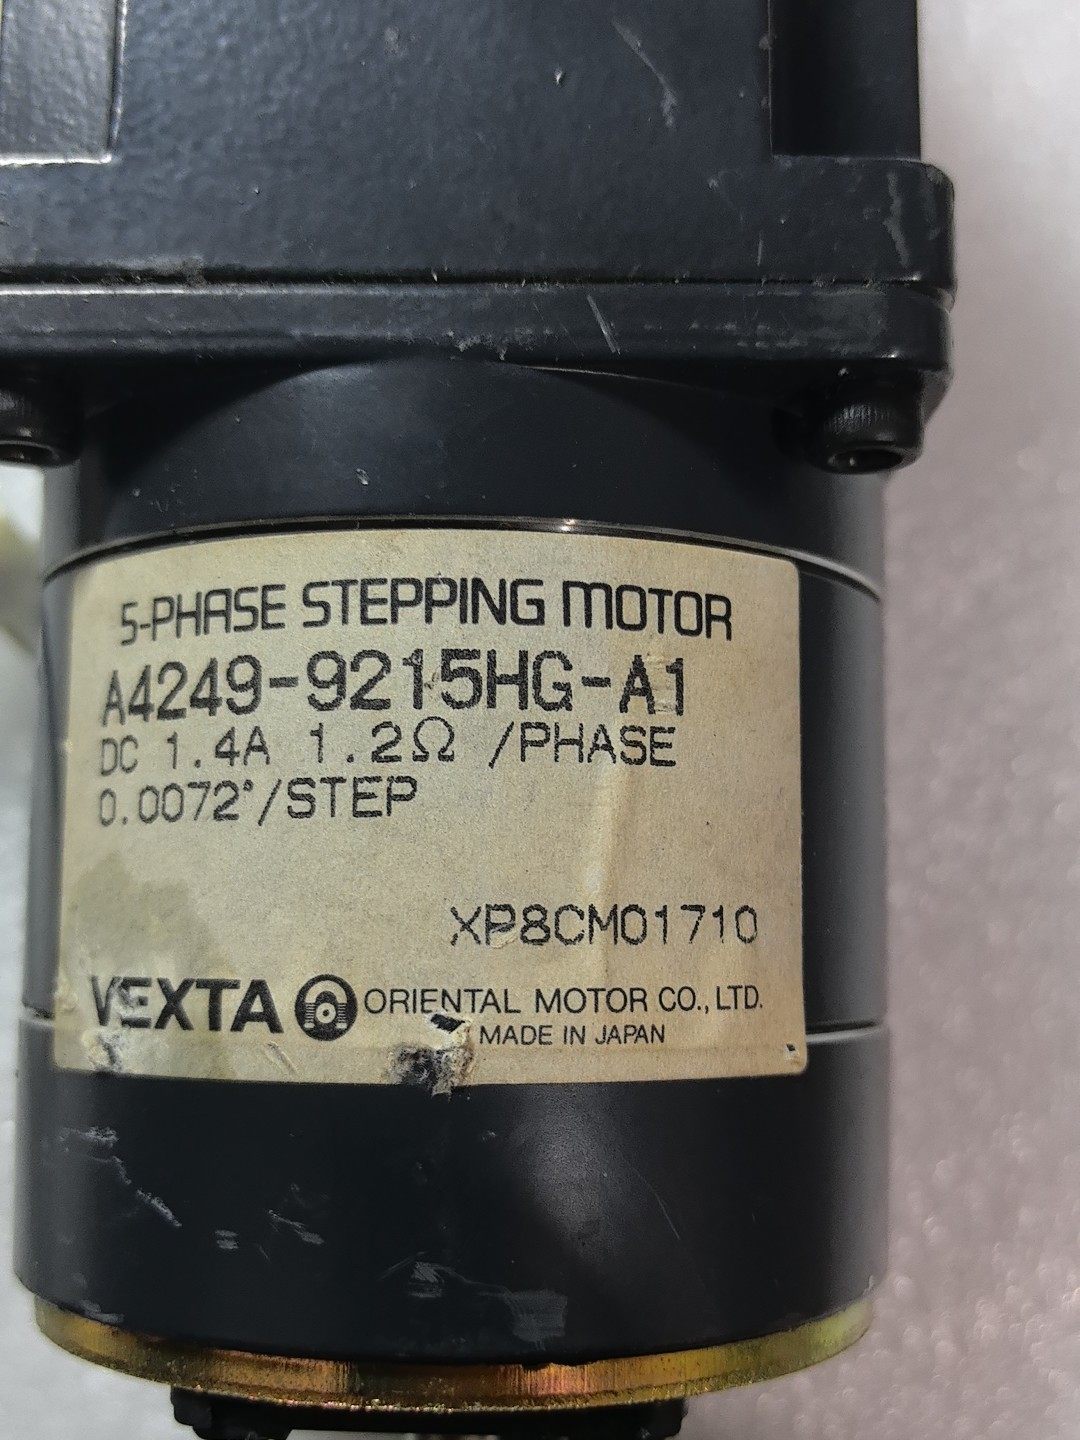 5-PHASE STEPPING MOTOR
A4249-9215HG-A1
DC 1.4A 1.2Ω /PHASE
0.0072°/STEP
XP8CM01710
VEXTA ORIENTAL MOTOR CO., LTD.
MADE IN JAPAN